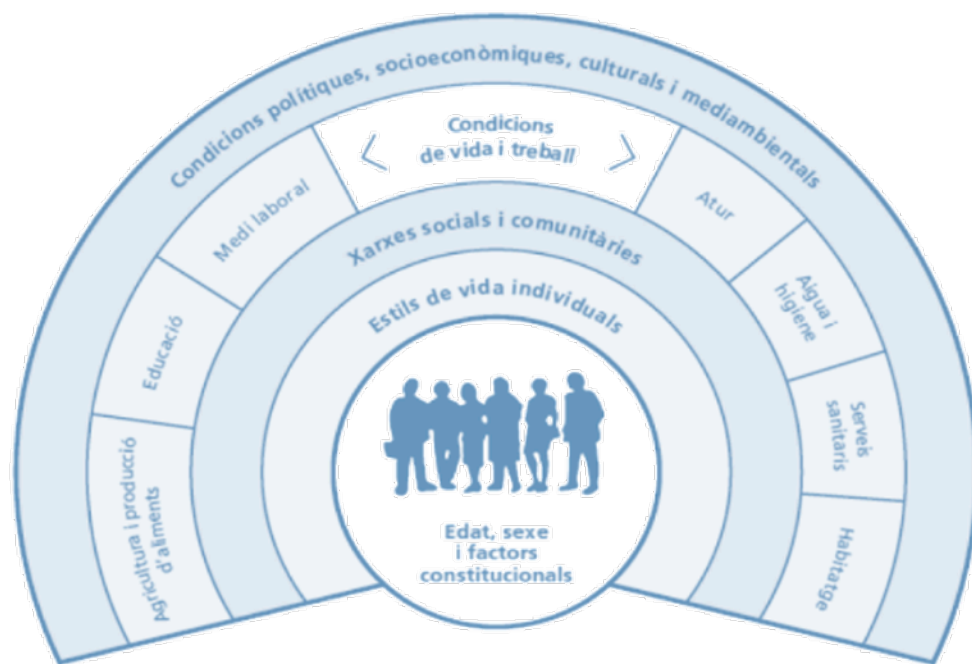 Condicions polítiques, socioeconòmiques, culturals i mediambientals
Condicions
de vida i treball
Medi laboral
Atur
Xarxes socials i comunitàries
Estils de vida individuals
Educació
Aigua i
higiene
Agricultura i producció
d'aliments
Serveis
sanitaris
Habitatge
Edat, sexe
i factors
constitucionals